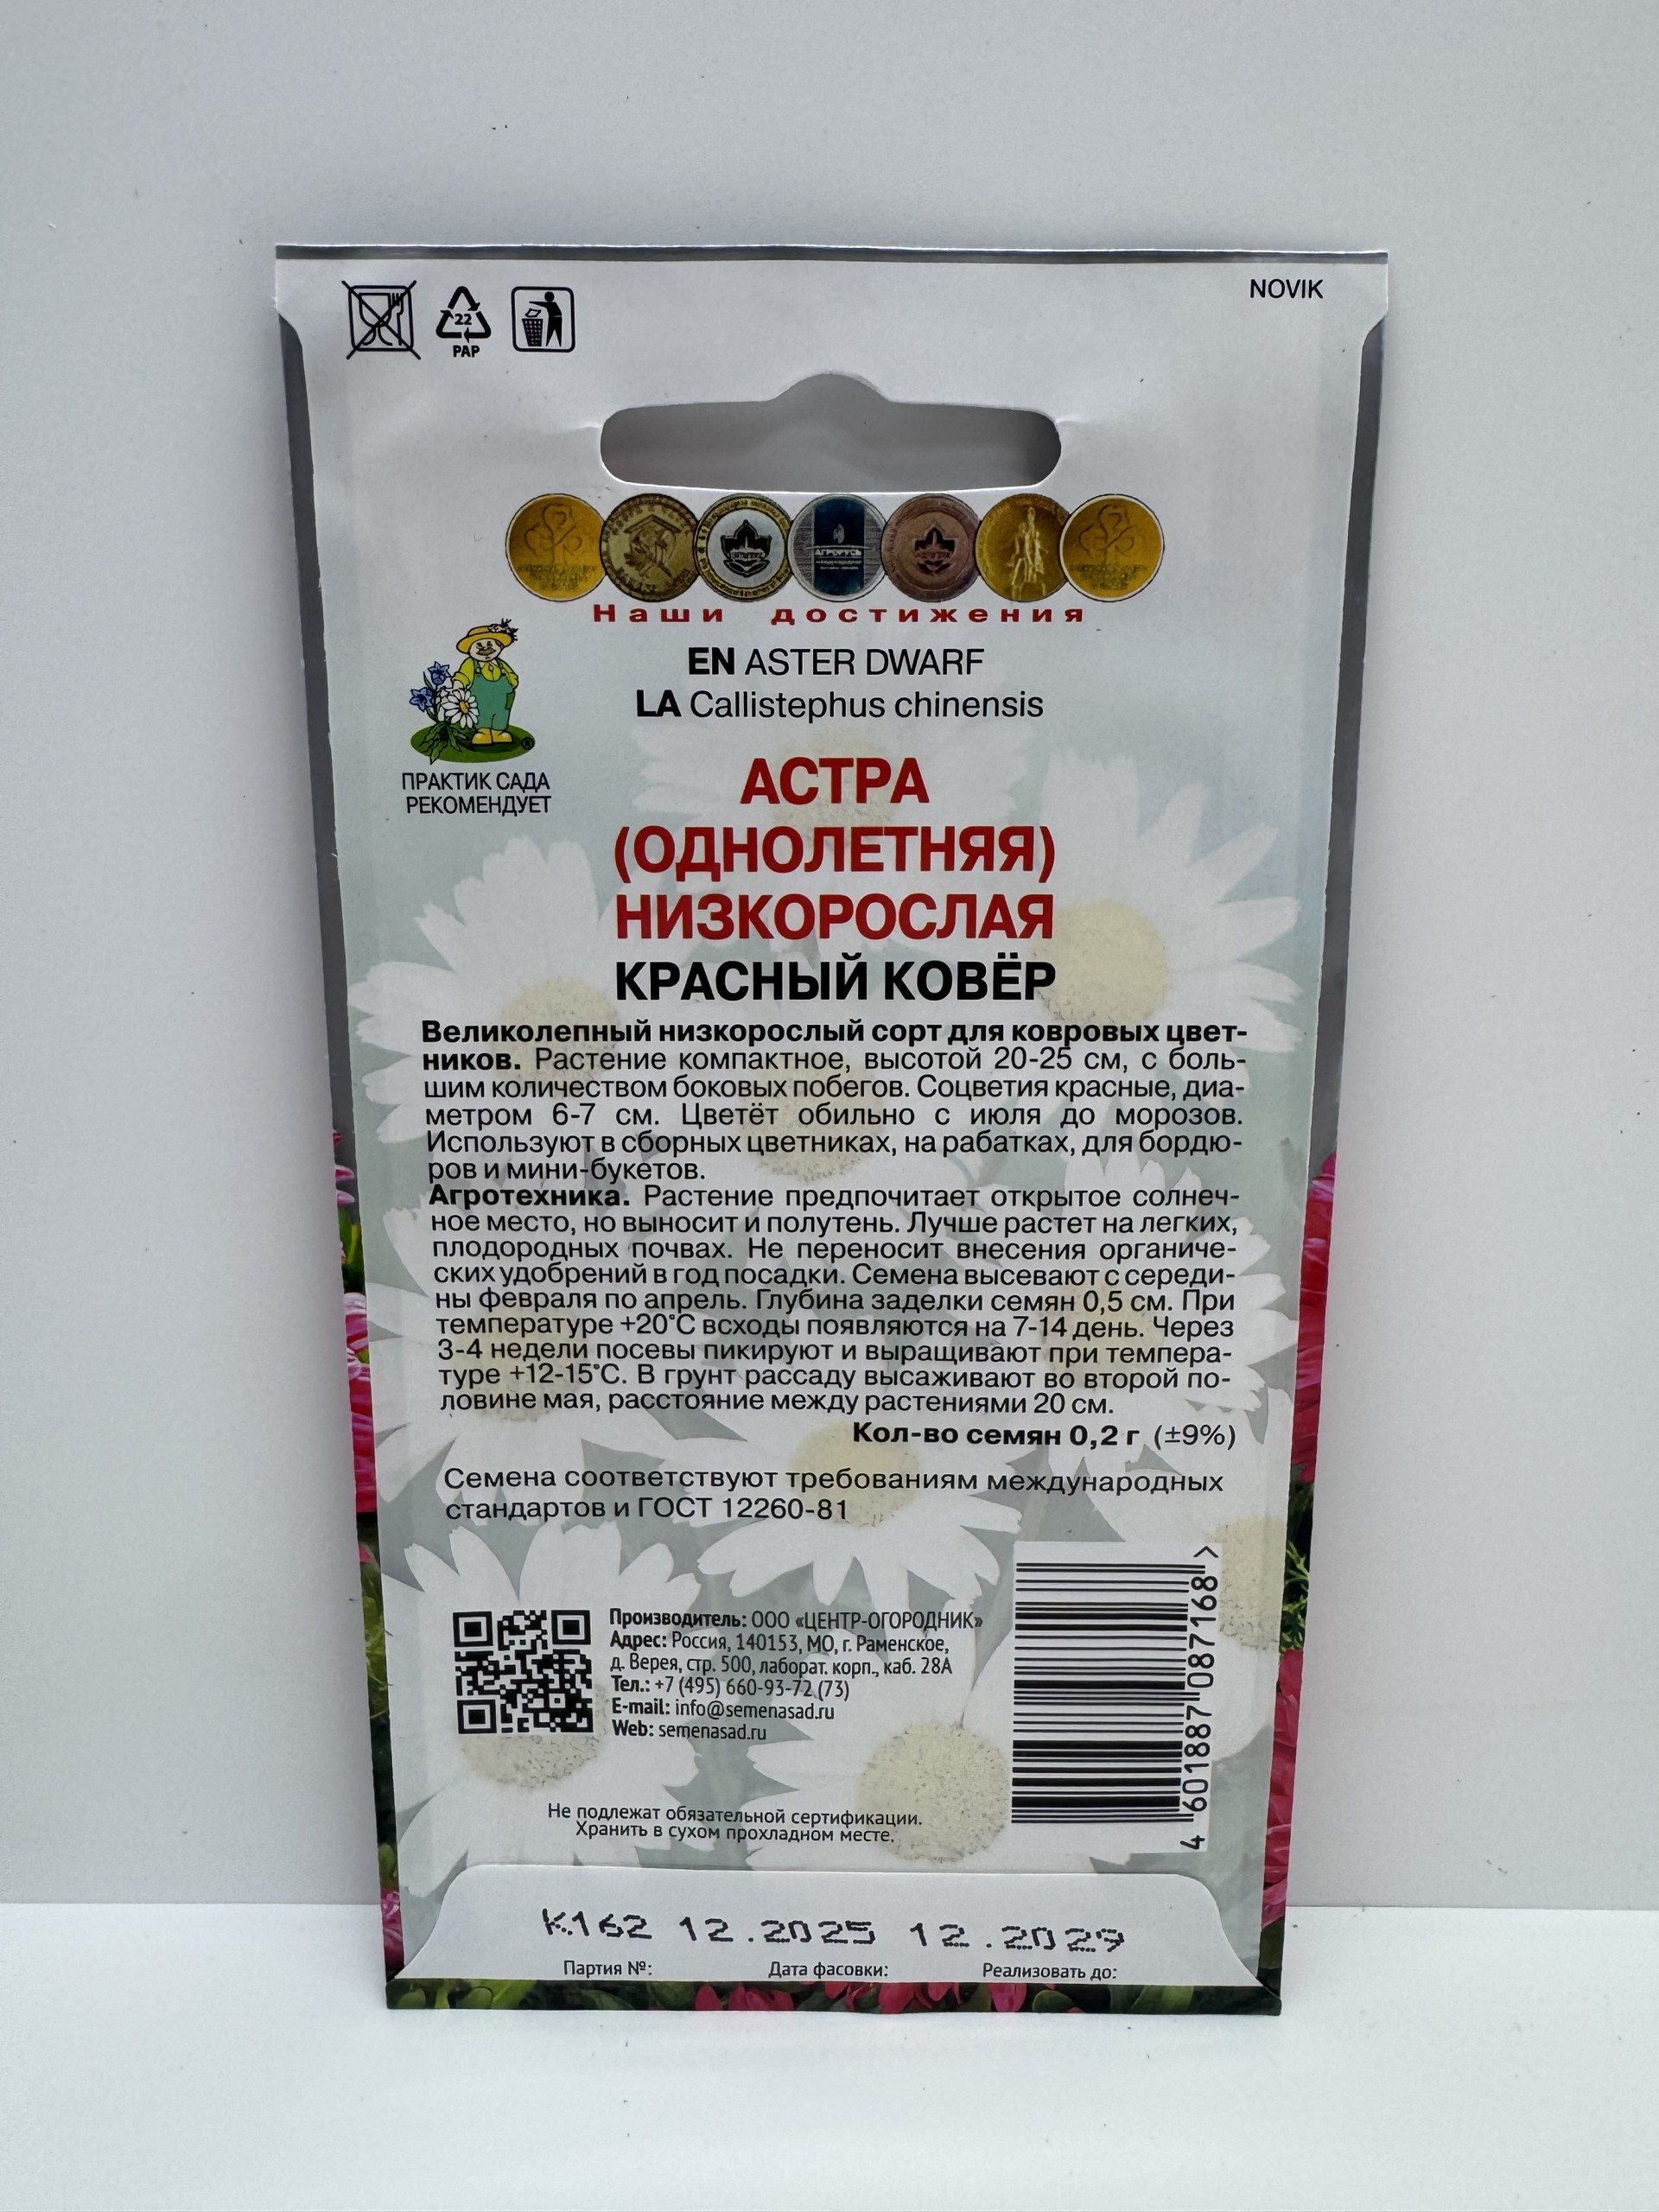 NOVIK
22
PAP
АГРОРУСЬ
Наши достижения
EN ASTER DWARF
LA Callistephus chinensis
ПРАКТИК САДА
РЕКОМЕНДУЕТ
АСТРА
(ОДНОЛЕТНЯЯ)
НИЗКОРОСЛАЯ
КРАСНЫЙ КОВЁР
Великолепный низкорослый сорт для ковровых цвет-
ников. Растение компактное, высотой 20-25 см, с боль-
шим количеством боковых побегов. Соцветия красные, диа-
метром 6-7 см. Цветёт обильно с июля до морозов.
Используют в сборных цветниках, на рабатках, для бордю-
ров и мини-букетов.
Агротехника. Растение предпочитает открытое солнеч-
ное место, но выносит и полутень. Лучше растет на легких,
плодородных почвах. Не переносит внесения органиче-
ских удобрений в год посадки. Семена высевают с середи-
ны февраля по апрель. Глубина заделки семян 0,5 см. При
температуре +20°С всходы появляются на 7-14 день. Через
3-4 недели посевы пикируют и выращивают при темпера-
туре +12-15°С. В грунт рассаду высаживают во второй по-
ловине мая, расстояние между растениями 20 см.
Кол-во семян 0,2 г (±9%)
Семена соответствуют требованиям международных
стандартов и ГОСТ 12260-81
Производитель: ООО «ЦЕНТР-ОГОРОДНИК»
Адрес: Россия, 140153, МО, г. Раменское,
д. Верея, стр. 500, лаборат. корп., каб. 28А
Тел.: +7 (495) 660-93-72 (73)
E-mail: info@semenasad.ru
Web: semenasad.ru
4 601887 087168 >
Не подлежат обязательной сертификации.
Хранить в сухом прохладном месте.
К162 12.2025 12.2029
Партия №: Дата фасовки: Реализовать до: